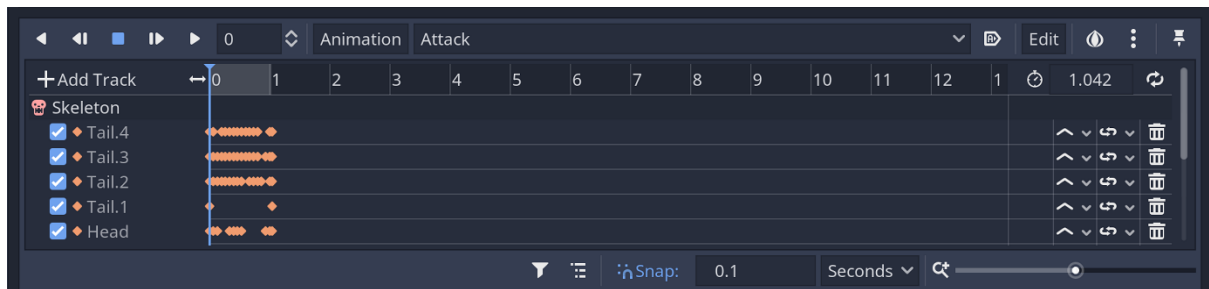 0 Animation Attack Edit
Add Track 0 1 2 3 4 5 6 7 8 9 10 11 12 1 1.042
Skeleton
Tail.4
Tail.3
Tail.2
Tail.1
Head
Snap: 0.1 Seconds